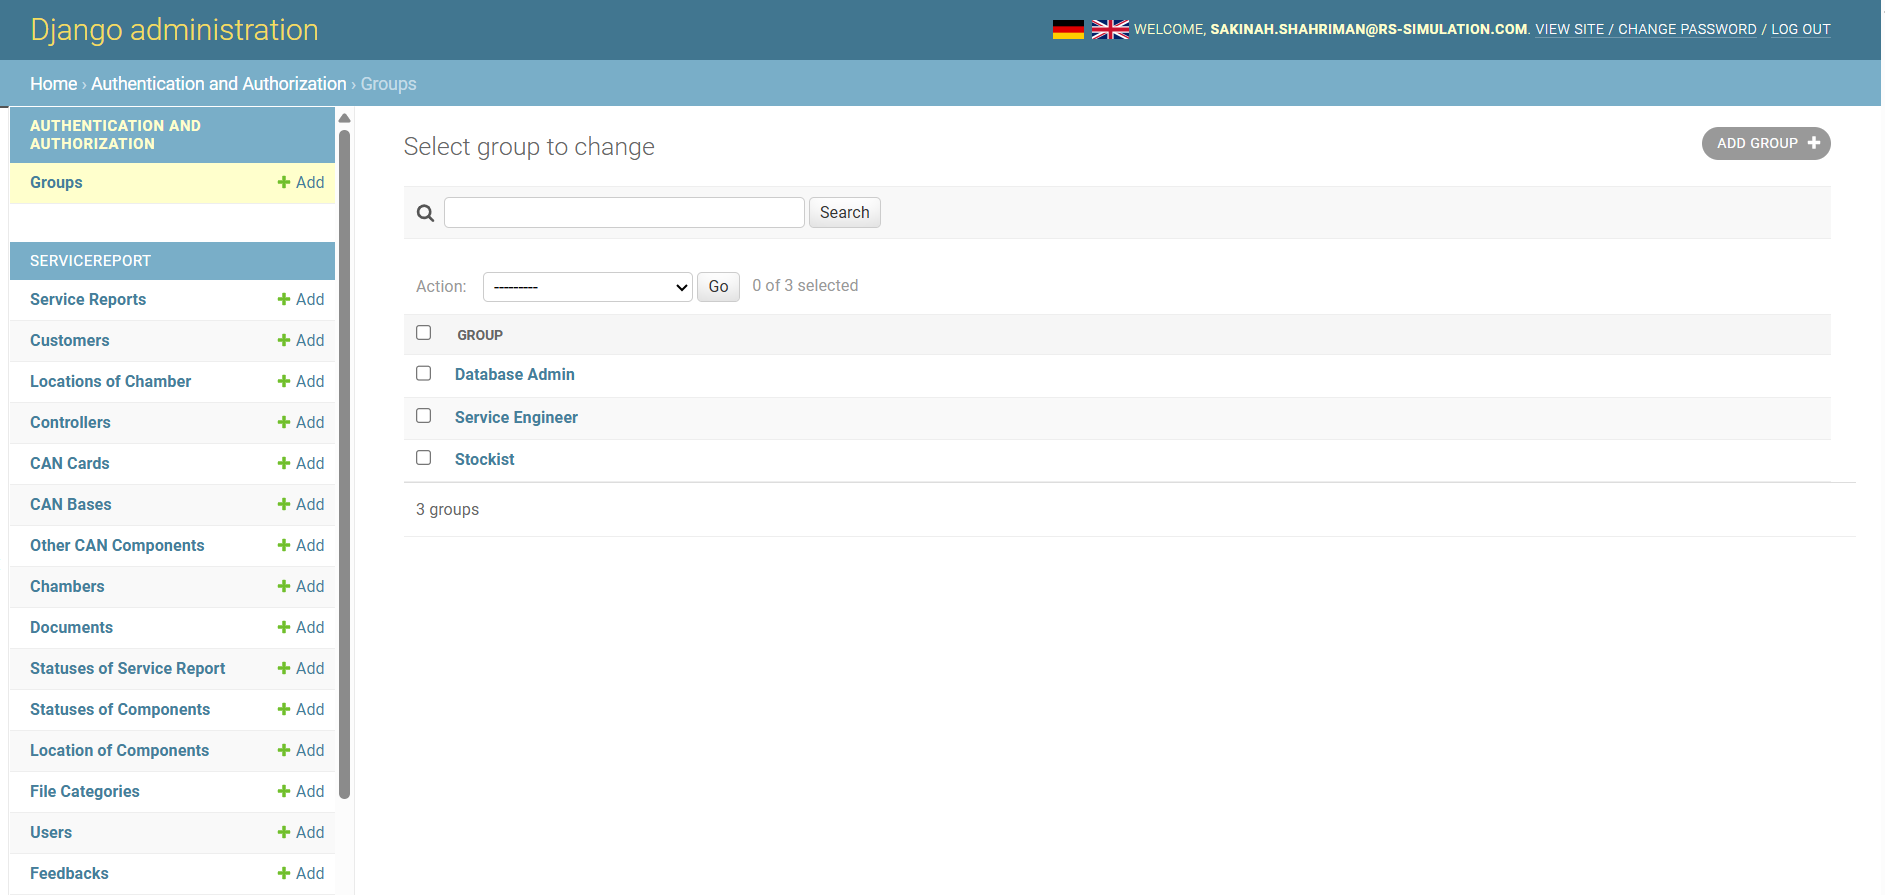 Django administration
WELCOME, SAKINAH.SHAHRIMAN@RS-SIMULATION.COM. VIEW SITE / CHANGE PASSWORD / LOG OUT
Home › Authentication and Authorization › Groups
AUTHENTICATION AND
AUTHORIZATION
Groups Add
SERVICEREPORT
Service Reports Add
Customers Add
Locations of Chamber Add
Controllers Add
CAN Cards Add
CAN Bases Add
Other CAN Components Add
Chambers Add
Documents Add
Statuses of Service Report Add
Statuses of Components Add
Location of Components Add
File Categories Add
Users Add
Feedbacks Add
Select group to change
ADD GROUP
Search
Action: --------- Go 0 of 3 selected
GROUP
Database Admin
Service Engineer
Stockist
3 groups